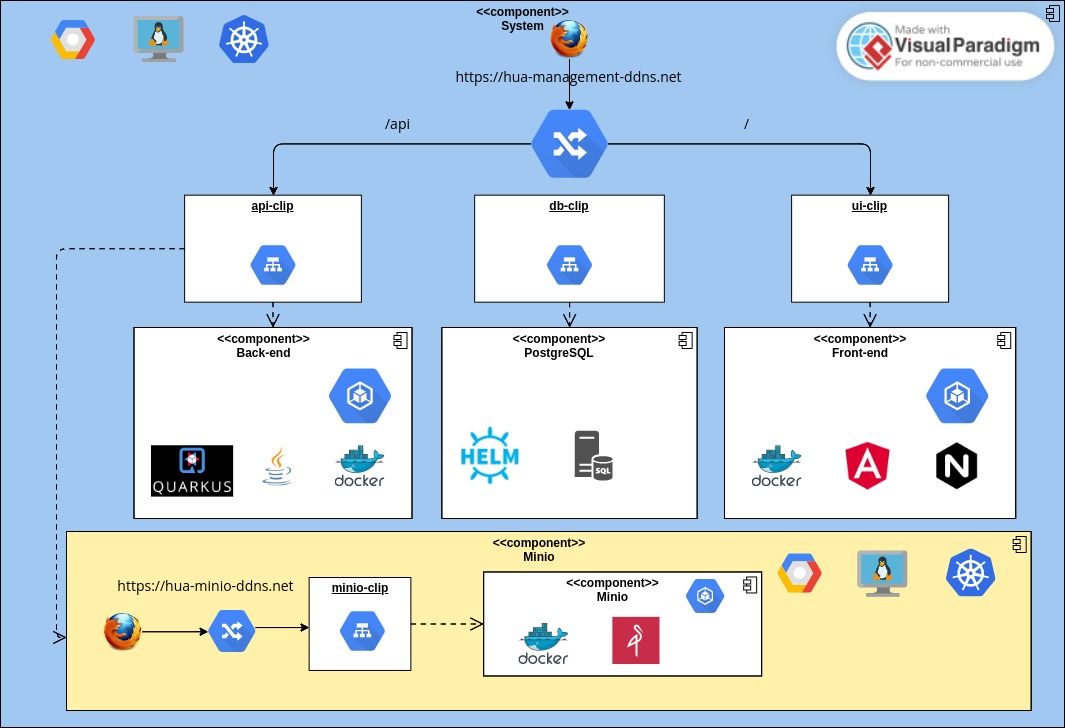 <<component>>
System
Made with
VisualParadigm
For non-commercial use
https://hua-management-ddns.net
/api
/
api-clip
db-clip
ui-clip
<<component>>
Back-end
QUARKUS
docker
<<component>>
PostgreSQL
HELM
SQL
<<component>>
Front-end
docker
A
N
<<component>>
Minio
https://hua-minio-ddns.net
minio-clip
<<component>>
Minio
docker